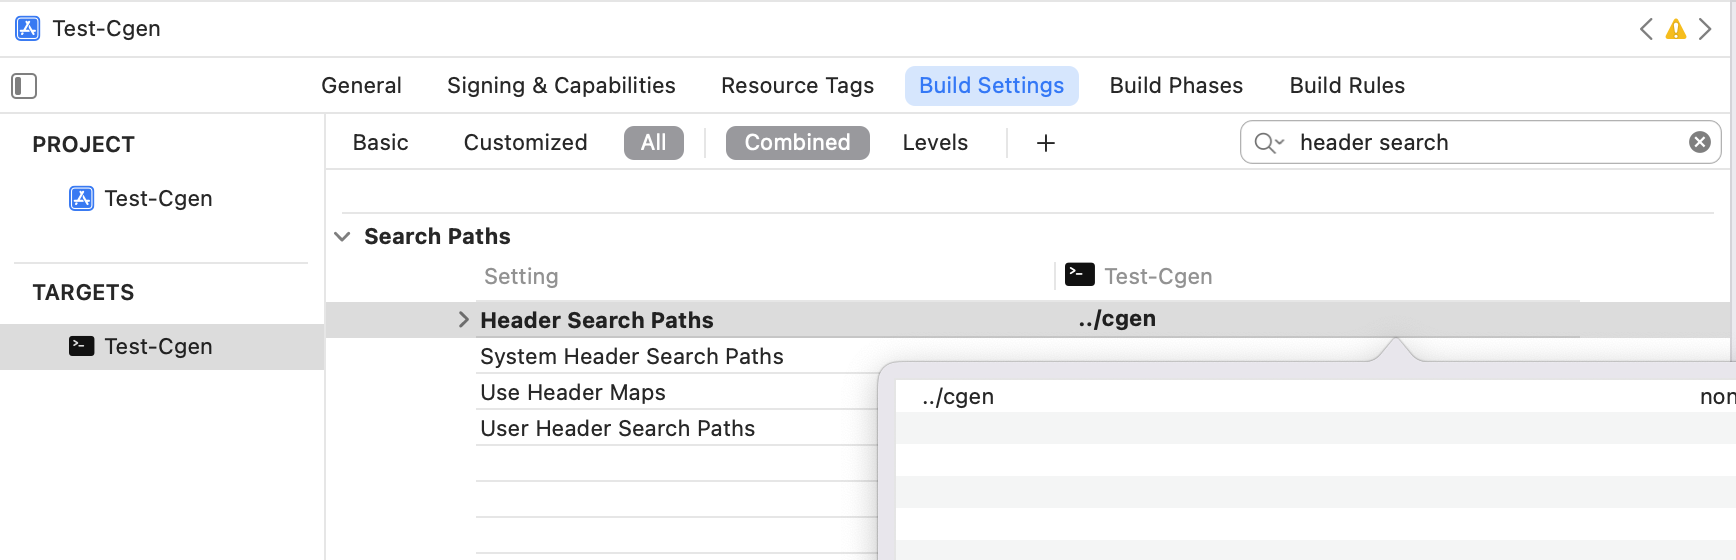 Test-Cgen
General Signing & Capabilities Resource Tags Build Settings Build Phases Build Rules
PROJECT
Test-Cgen
TARGETS
Test-Cgen
Basic Customized All Combined Levels + header search
Search Paths
Setting Test-Cgen
Header Search Paths ../cgen
System Header Search Paths
Use Header Maps
User Header Search Paths
../cgen non